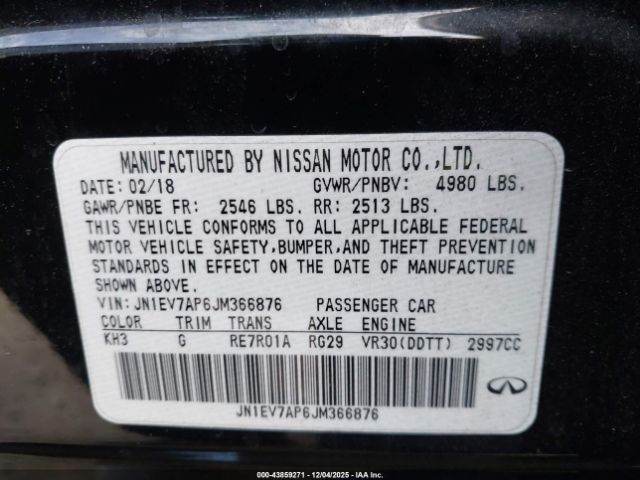 MANUFACTURED BY NISSAN MOTOR CO.,LTD.
DATE: 02/18 GVWR/PNBV: 4980 LBS.
GAWR/PNBE FR: 2546 LBS. RR: 2513 LBS.
THIS VEHICLE CONFORMS TO ALL APPLICABLE FEDERAL
MOTOR VEHICLE SAFETY,BUMPER,AND THEFT PREVENTION
STANDARDS IN EFFECT ON THE DATE OF MANUFACTURE
SHOWN ABOVE.
VIN: JN1EV7AP6JM366876 PASSENGER CAR
COLOR TRIM TRANS AXLE ENGINE
KH3 G RE7R01A RG29 VR30(DDTT) 2997CC
JN1EV7AP6JM366876
000-43859271 - 12/04/2025 - IAAC.